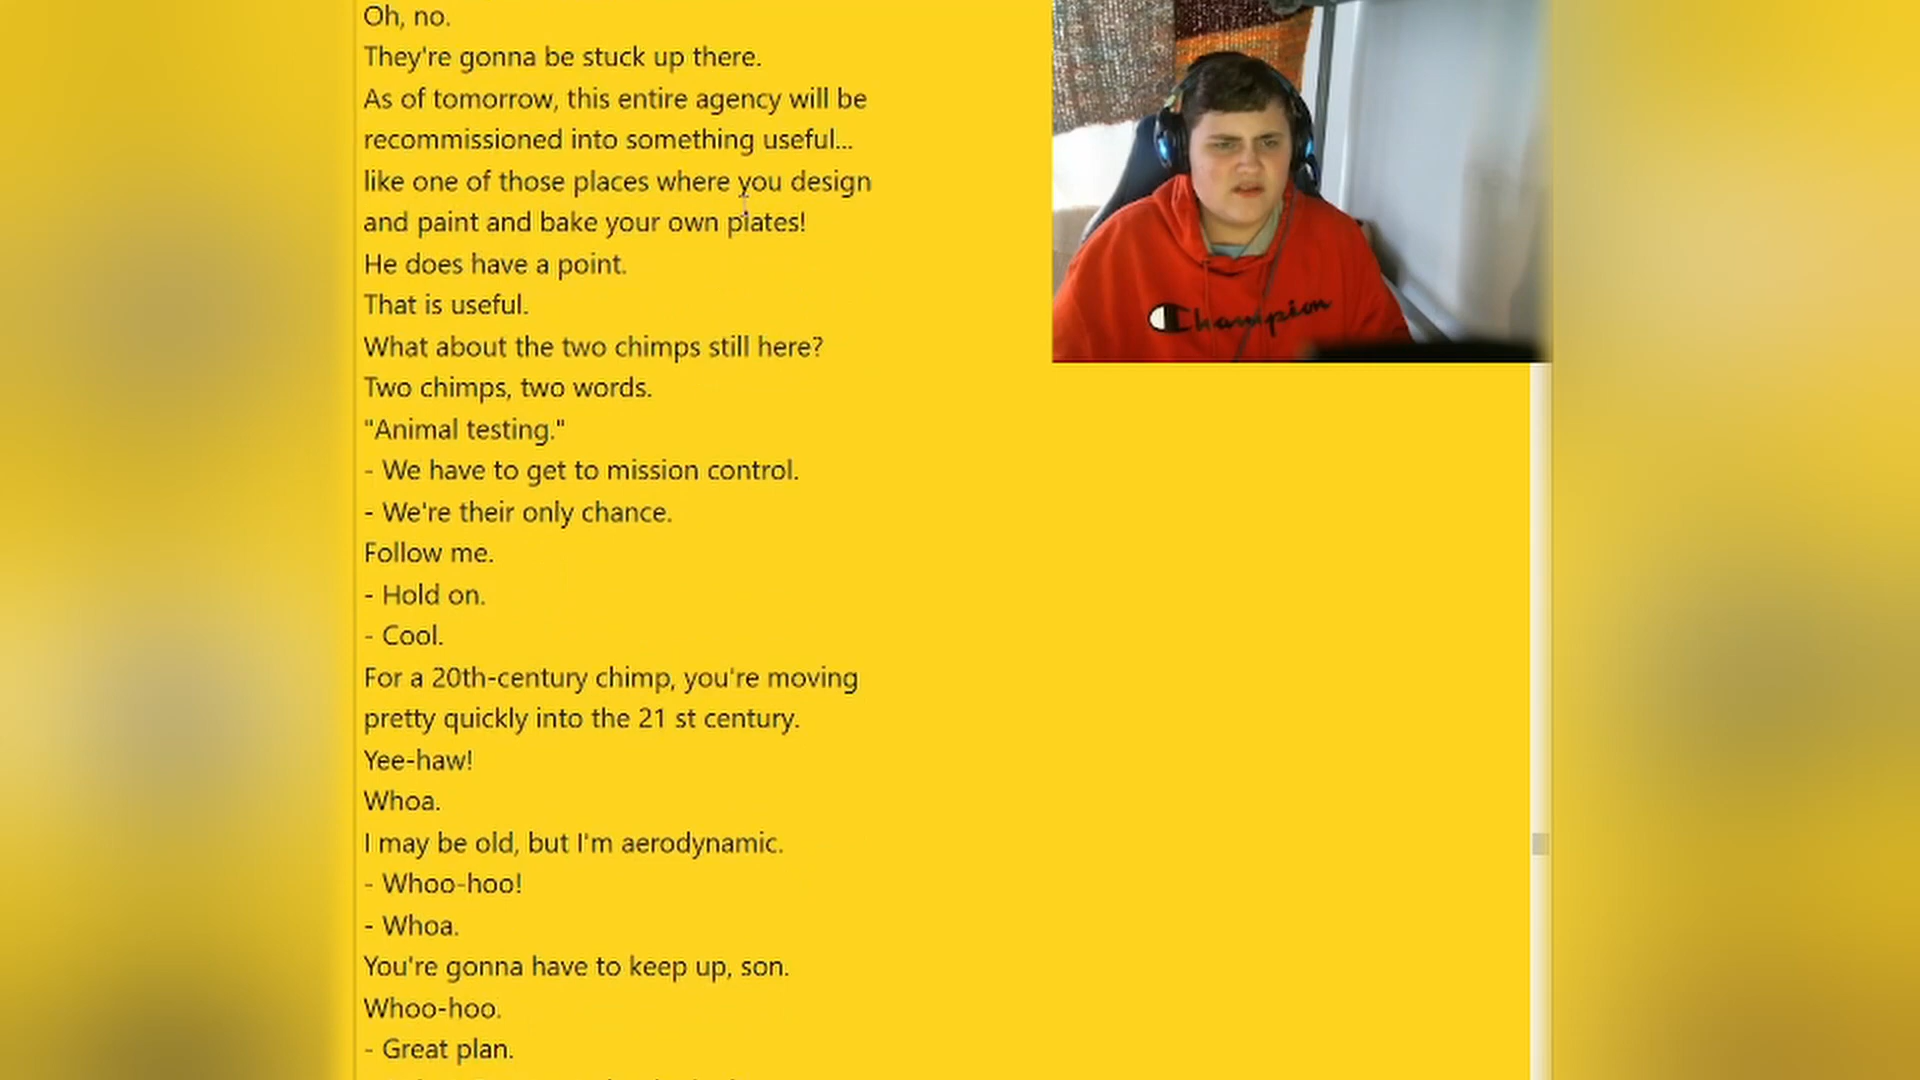 Oh, no.
They're gonna be stuck up there.
As of tomorrow, this entire agency will be
recommissioned into something useful...
like one of those places where you design
and paint and bake your own plates!
He does have a point.
That is useful.
What about the two chimps still here?
Two chimps, two words.
"Animal testing."
- We have to get to mission control.
- We're their only chance.
Follow me.
- Hold on.
- Cool.
For a 20th-century chimp, you're moving
pretty quickly into the 21 st century.
Yee-haw!
Whoa.
I may be old, but I'm aerodynamic.
- Whoo-hoo!
- Whoa.
You're gonna have to keep up, son.
Whoo-hoo.
- Great plan.
Champion